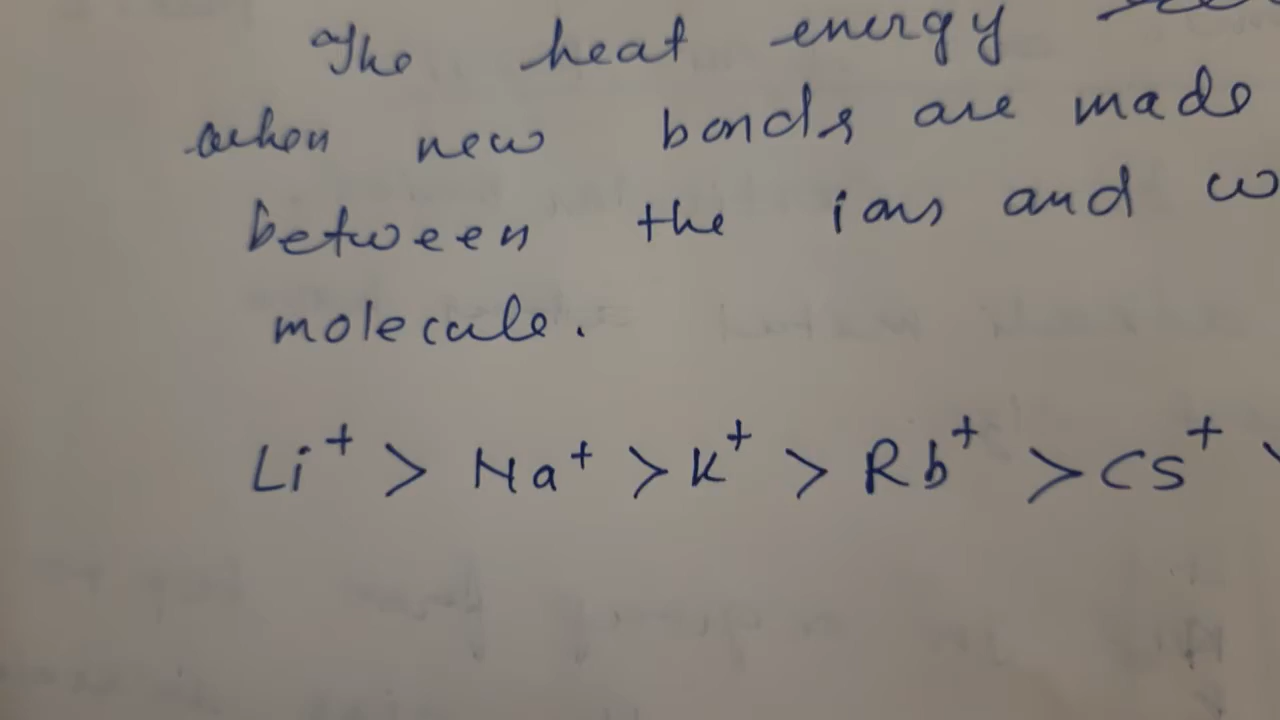 The heat energy
when new bonds are made
between the ions and
molecule.
Li⁺ > Na⁺ > K⁺ > Rb⁺ > Cs⁺